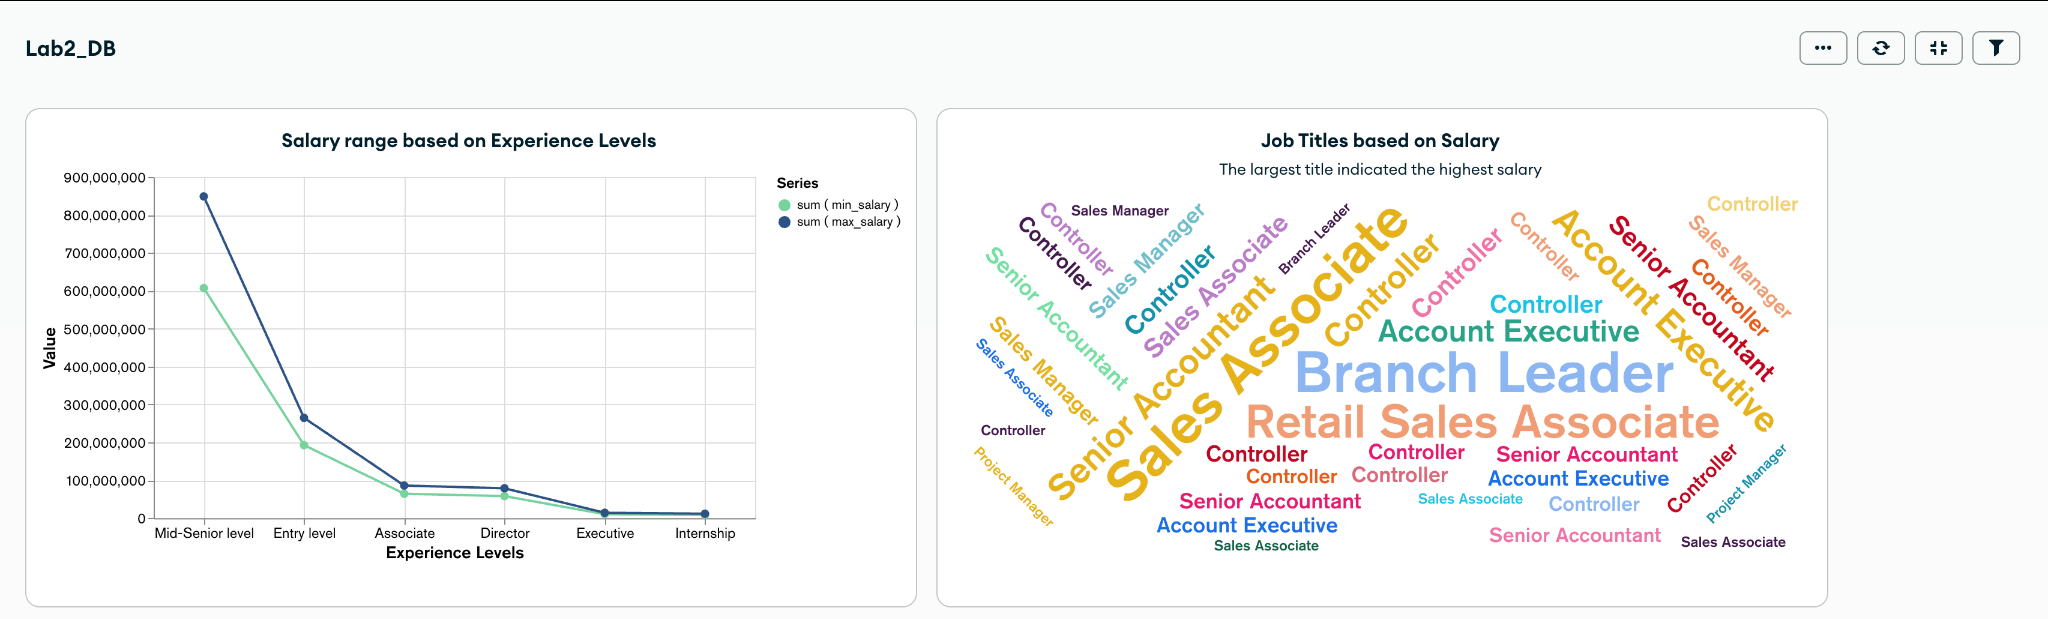 Lab2_DB
Salary range based on Experience Levels
900,000,000
800,000,000
700,000,000
600,000,000
500,000,000
400,000,000
300,000,000
200,000,000
100,000,000
0
Value
Mid-Senior level
Entry level
Associate
Director
Executive
Internship
Experience Levels
Series
sum ( min_salary )
sum ( max_salary )
Job Titles based on Salary
The largest title indicated the highest salary
Controller
Sales Manager
Controller
Sales Manager
Controller
Senior Accountant
Controller
Sales Associate
Branch Leader
Sales Associate
Senior Accountant
Controller
Controller
Controller
Account Executive
Senior Accountant
Controller
Sales Manager
Controller
Controller
Account Executive
Branch Leader
Retail Sales Associate
Sales Manager
Sales Associate
Controller
Project Manager
Controller
Controller
Senior Accountant
Controller
Controller
Account Executive
Senior Accountant
Sales Associate
Controller
Controller
Project Manager
Account Executive
Sales Associate
Senior Accountant
Sales Associate